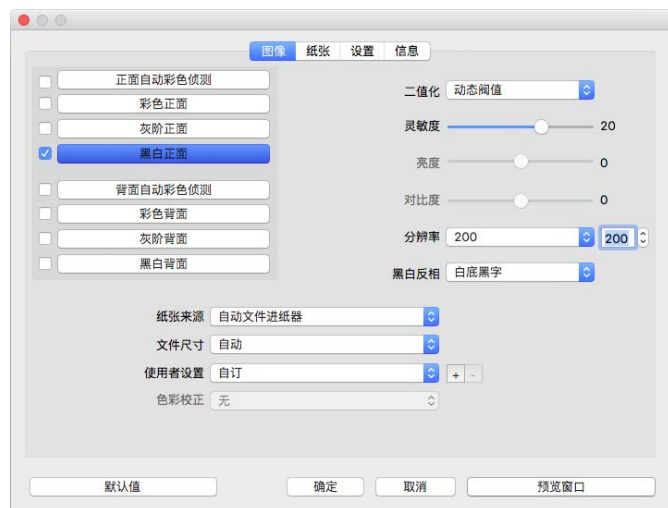 图像 纸张 设置 信息
正面自动彩色侦测
彩色正面
灰阶正面
黑白正面
背面自动彩色侦测
彩色背面
灰阶背面
黑白背面
二值化 动态阀值
灵敏度 20
亮度 0
对比度 0
分辨率 200 200
黑白反相 白底黑字
纸张来源 自动文件进纸器
文件尺寸 自动
使用者设置 自订 + -
色彩校正 无
默认值 确定 取消 预览窗口